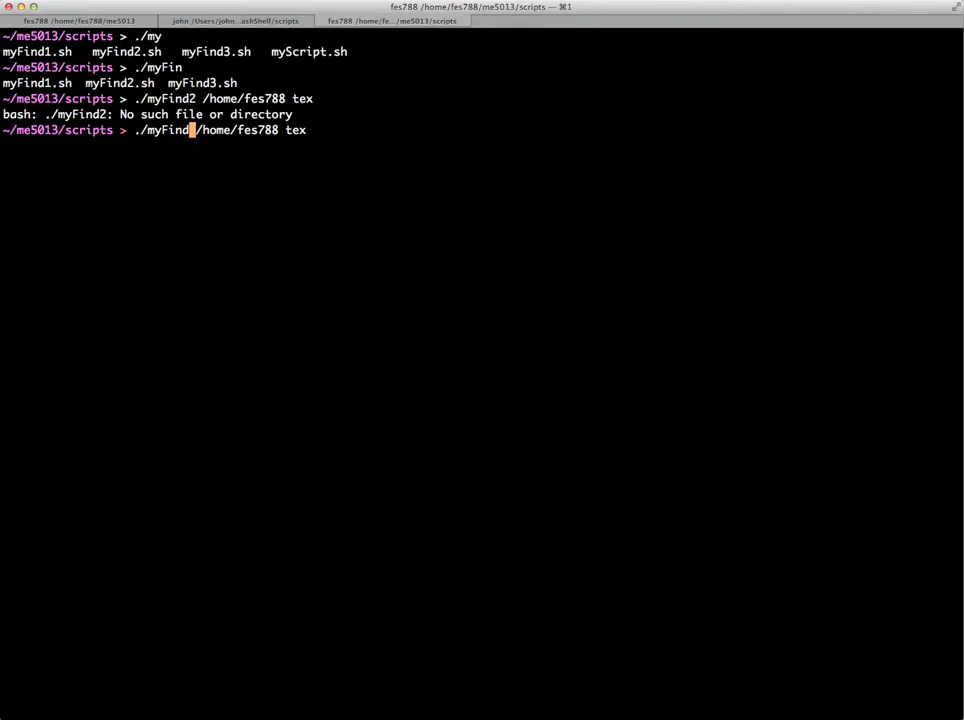 fes788 /home/fes788/me5013/scripts — ⌘1
fes788 /home/fes788/me5013
john /Users/john...ashShell/scripts
fes788 /home/fe.../me5013/scripts
~/me5013/scripts > ./my
myFind1.sh myFind2.sh myFind3.sh myScript.sh
~/me5013/scripts > ./myFin
myFind1.sh myFind2.sh myFind3.sh
~/me5013/scripts > ./myFind2 /home/fes788 tex
bash: ./myFind2: No such file or directory
~/me5013/scripts > ./myFind /home/fes788 tex